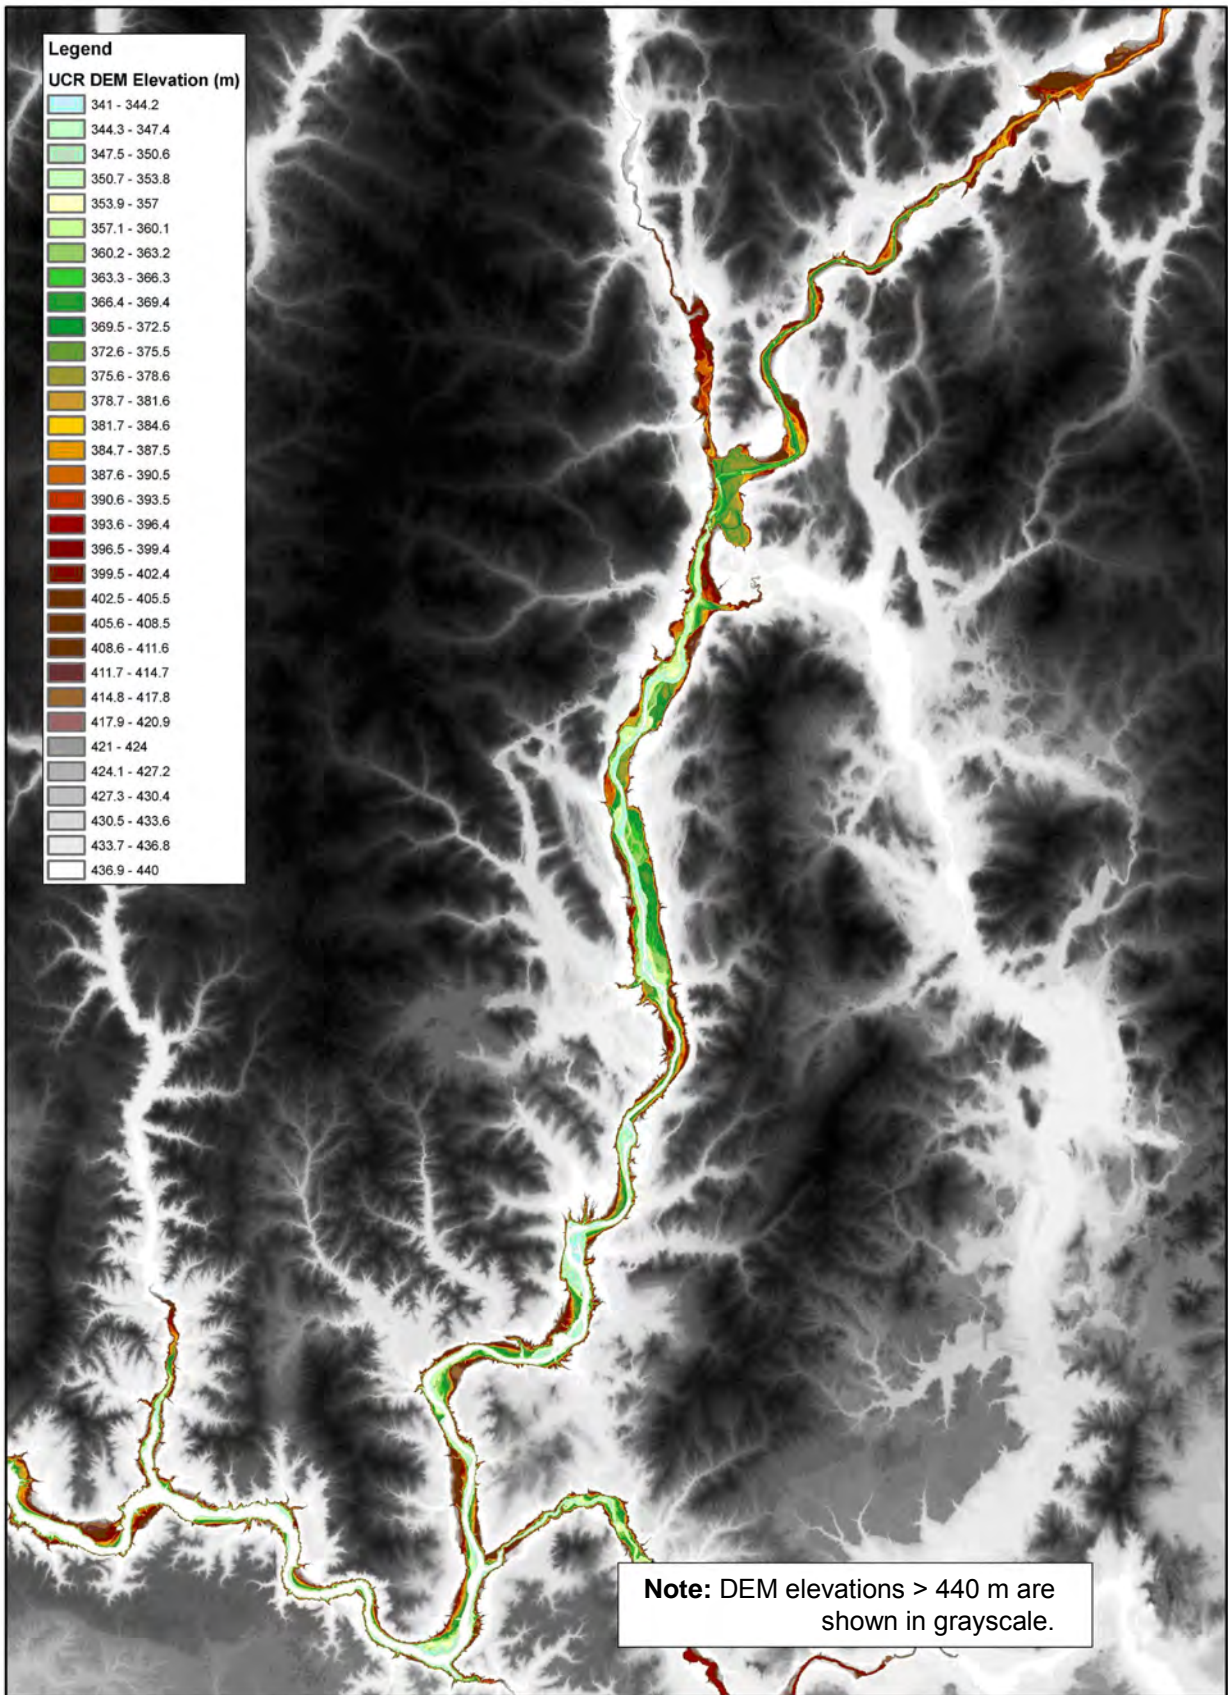 Legend
UCR DEM Elevation (m)
341 - 344.2
344.3 - 347.4
347.5 - 350.6
350.7 - 353.8
353.9 - 357
357.1 - 360.1
360.2 - 363.2
363.3 - 366.3
366.4 - 369.4
369.5 - 372.5
372.6 - 375.5
375.6 - 378.6
378.7 - 381.6
381.7 - 384.6
384.7 - 387.5
387.6 - 390.5
390.6 - 393.5
393.6 - 396.4
396.5 - 399.4
399.5 - 402.4
402.5 - 405.5
405.6 - 408.5
408.6 - 411.6
411.7 - 414.7
414.8 - 417.8
417.9 - 420.9
421 - 424
424.1 - 427.2
427.3 - 430.4
430.5 - 433.6
433.7 - 436.8
436.9 - 440
Note: DEM elevations > 440 m are
shown in grayscale.